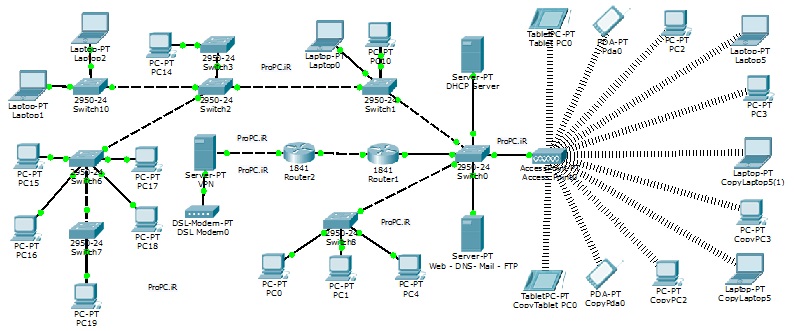 Laptop-PT
Laptop2
PC-PT
PC14
2950-24
Switch3
ProPC.iR
Laptop-PT
Laptop0
PC-PT
PC10
Laptop-PT
Laptop1
2950-24
Switch10
2950-24
Switch2
2950-24
Switch1
Server-PT
DHCP Server
TabletPC-PT
Tablet PC0
PDA-PT
Pda0
PC-PT
PC2
Laptop-PT
Laptop5
PC-PT
PC3
ProPC.iR
ProPC.iR
ProPC.iR
PC-PT
PC15
2950-24
Switch6
PC-PT
PC17
Server-PT
VPN
1841
Router2
1841
Router1
2950-24
Switch0
Laptop-PT
CopyLaptop5(1)
PC-PT
PC16
2950-24
Switch7
PC-PT
PC18
DSL-Modem-PT
DSL Modem0
ProPC.iR
2950-24
Switch8
Server-PT
Web - DNS - Mail - FTP
PC-PT
CopyPC3
PC-PT
PC0
PC-PT
PC1
PC-PT
PC4
TabletPC-PT
CopyTablet PC0
PDA-PT
CopyPda0
PC-PT
CopyPC2
Laptop-PT
CopyLaptop5
ProPC.iR
PC-PT
PC19